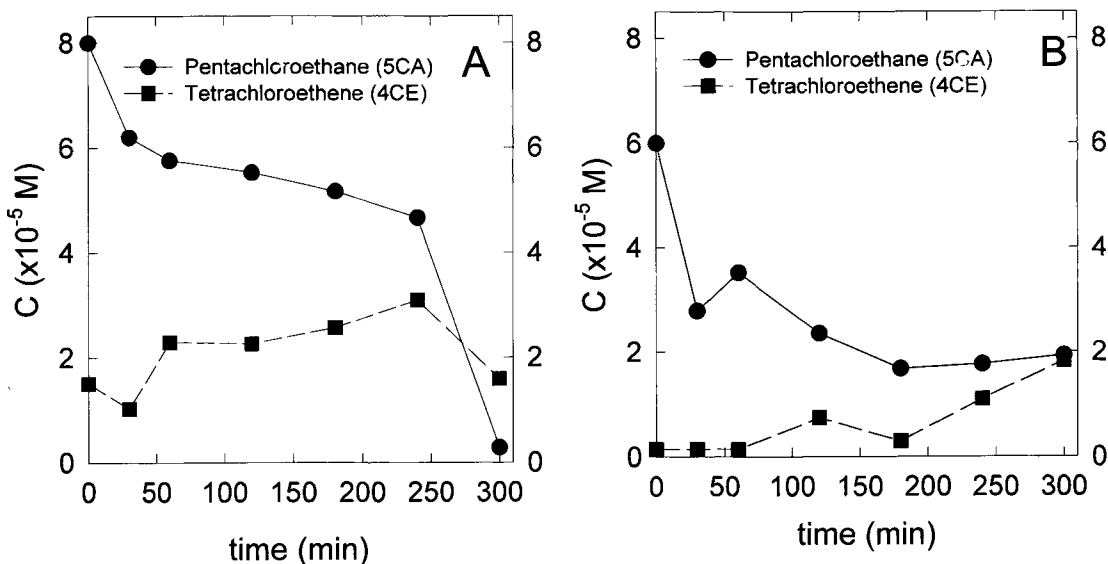 A
Pentachloroethane (5CA)
Tetrachloroethene (4CE)
8
6
4
2
0
8
6
4
2
0
C (x10⁻⁵ M)
0 50 100 150 200 250 300
time (min)
B
Pentachloroethane (5CA)
Tetrachloroethene (4CE)
8
6
4
2
0
8
6
4
2
0
C (x10⁻⁵ M)
0 50 100 150 200 250 300
time (min)